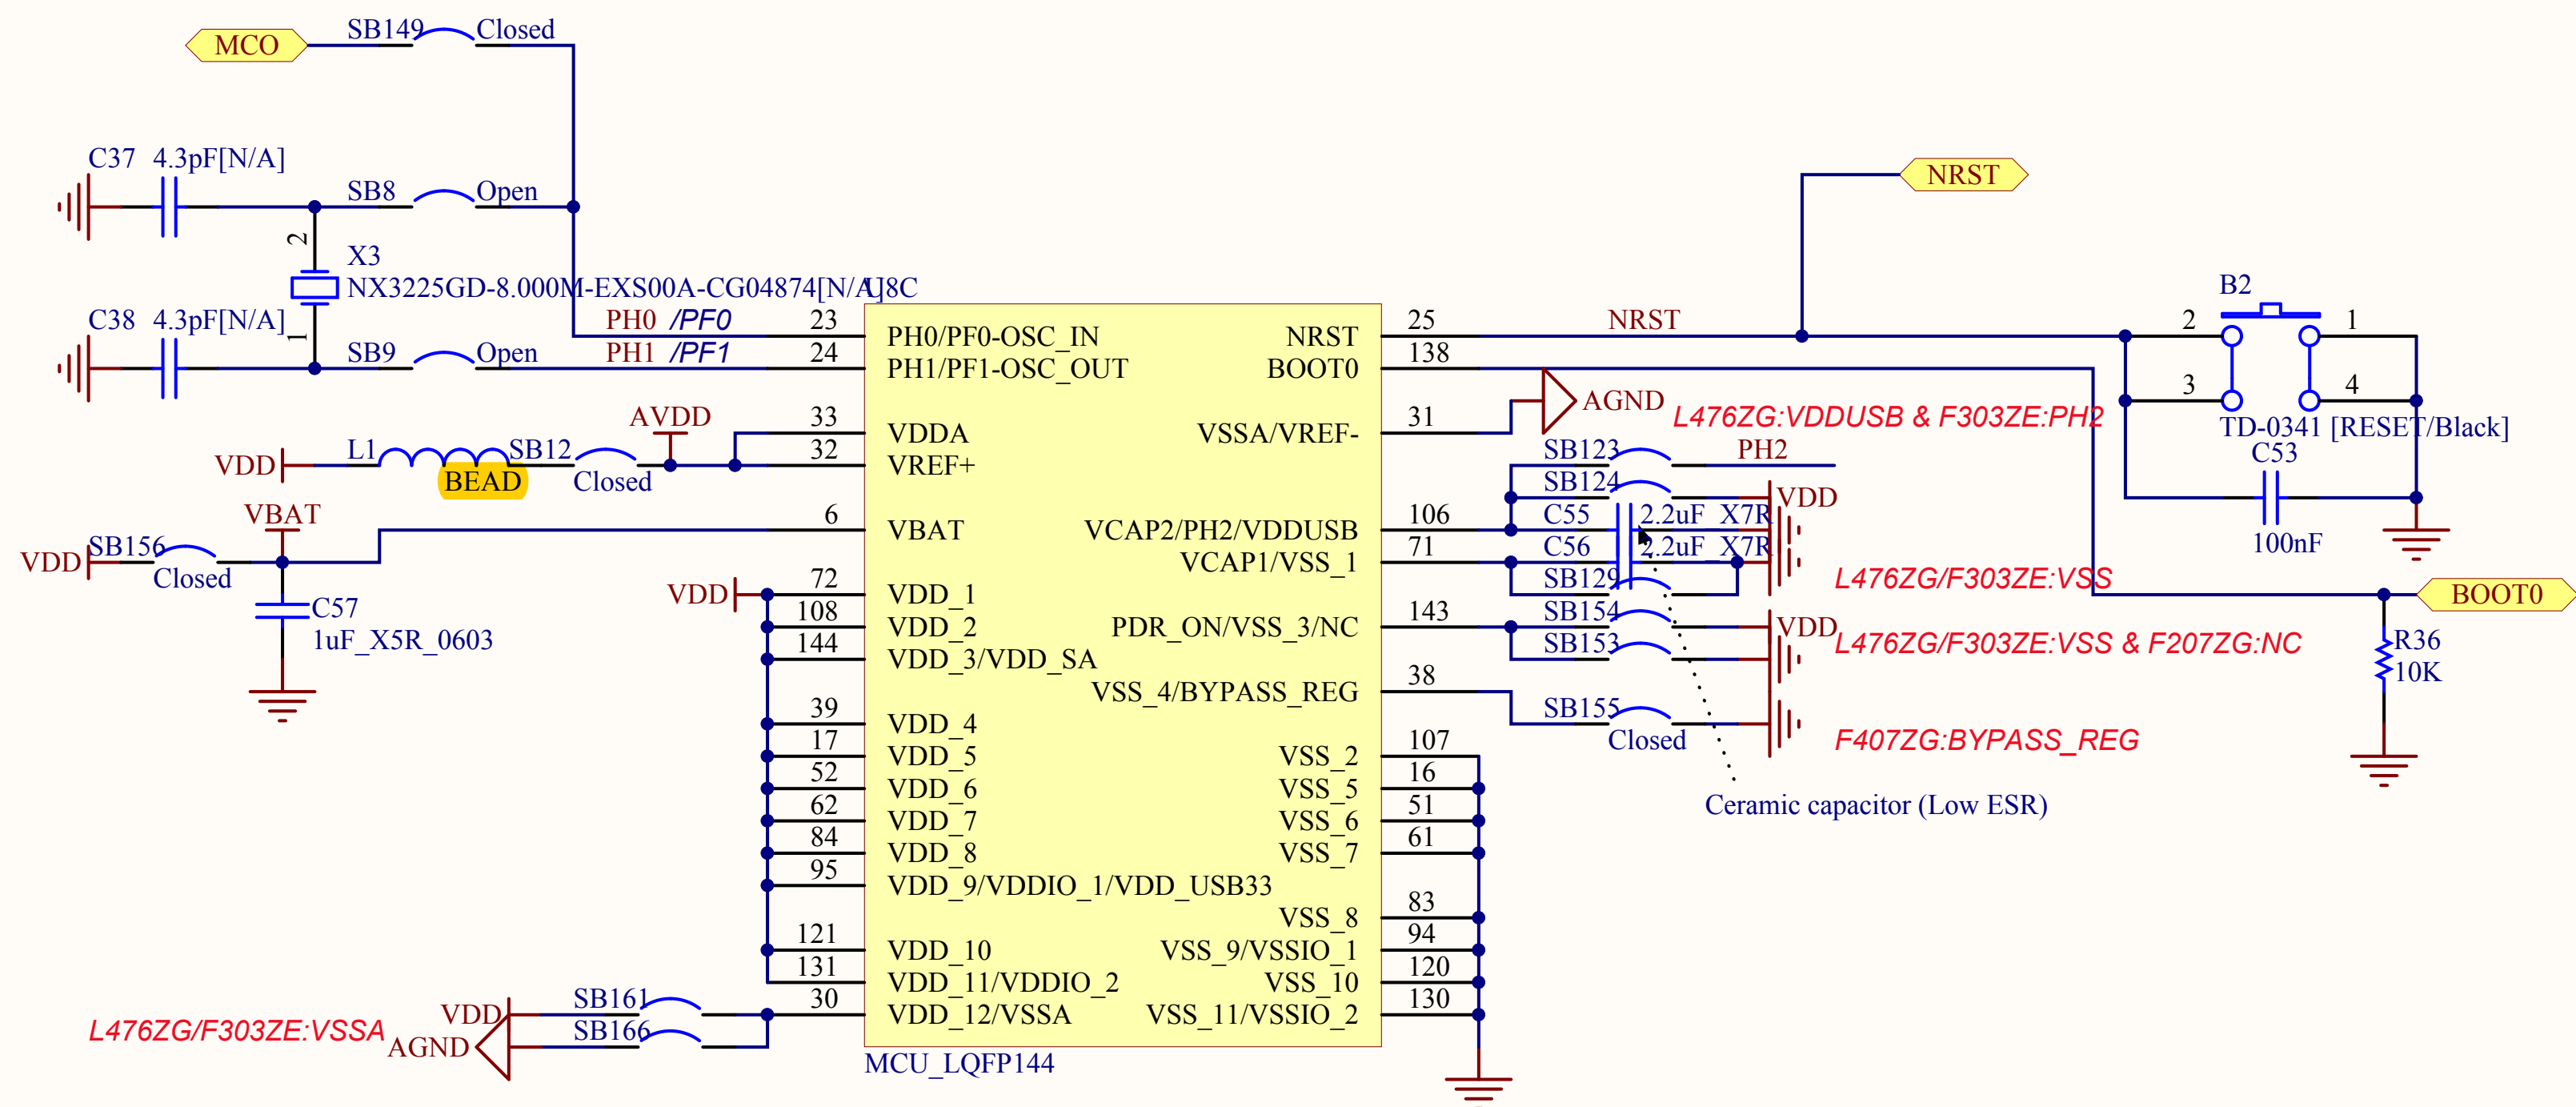 MCO
SB149
Closed
C37 4.3pF[N/A]
SB8
Open
2
X3
NX3225GD-8.000M-EXS00A-CG04874[N/A]
U8C
C38 4.3pF[N/A]
1
SB9
Open
PH0 /PF0
PH1 /PF1
23
24
PH0/PF0-OSC_IN
PH1/PF1-OSC_OUT
AVDD
VDD
L1
BEAD
SB12
Closed
33
32
VDDA
VREF+
VBAT
VDD
SB156
Closed
6
VBAT
C57
1uF_X5R_0603
VDD
72
VDD_1
108
VDD_2
144
VDD_3/VDD_SA
39
VDD_4
17
VDD_5
52
VDD_6
62
VDD_7
84
VDD_8
95
VDD_9/VDDIO_1/VDD_USB33
121
VDD_10
131
VDD_11/VDDIO_2
30
VDD_12/VSSA
VDD
SB161
AGND
SB166
L476ZG/F303ZE:VSSA
MCU_LQFP144
NRST
25
NRST
BOOT0
138
VSSA/VREF-
31
AGND
L476ZG:VDDUSB & F303ZE:PH2
SB123
PH2
SB124
VDD
VCAP2/PH2/VDDUSB
106
C55
2.2uF X7R
VCAP1/VSS_1
71
C56
2.2uF X7R
SB129
L476ZG/F303ZE:VSS
PDR_ON/VSS_3/NC
143
SB154
VDD
SB153
L476ZG/F303ZE:VSS & F207ZG:NC
VSS_4/BYPASS_REG
38
SB155
Closed
F407ZG:BYPASS_REG
Ceramic capacitor (Low ESR)
VSS_2
107
VSS_5
16
VSS_6
51
VSS_7
61
VSS_8
83
VSS_9/VSSIO_1
94
VSS_10
120
VSS_11/VSSIO_2
130
NRST
B2
2
1
3
4
TD-0341 [RESET/Black]
C53
100nF
BOOT0
R36
10K